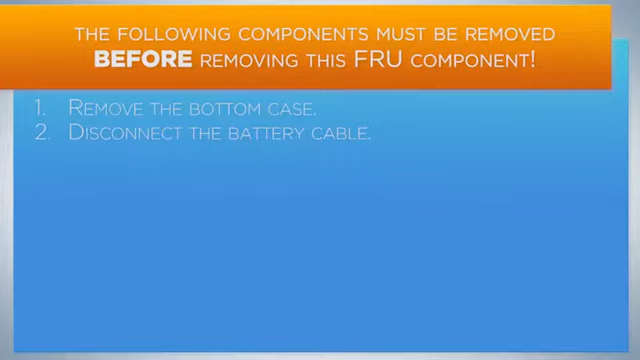 THE FOLLOWING COMPONENTS MUST BE REMOVED
BEFORE REMOVING THIS FRU COMPONENT!
1. REMOVE THE BOTTOM CASE.
2. DISCONNECT THE BATTERY CABLE.